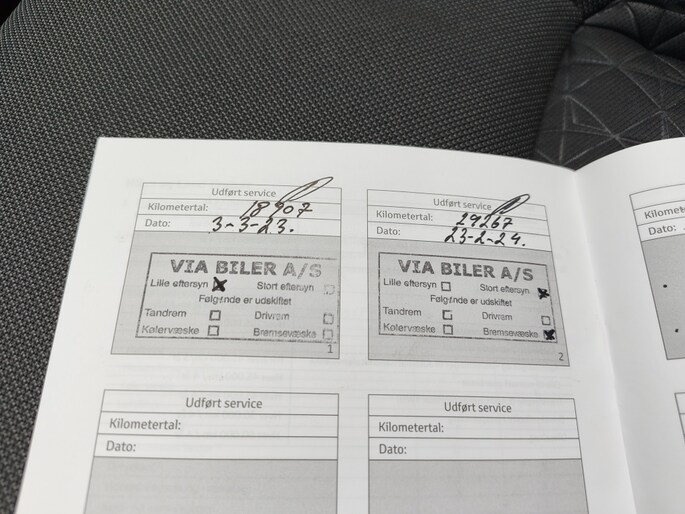 Udført service
Kilometertal: 18907
Dato: 3-3-23.
VIA BILER A/S
Lille eftersyn Stort eftersyn
Følgende er udskiftet
Tandrem Drivrem
Kølervæske Bremsevæske
1
Udført service
Kilometertal: 29267
Dato: 23-2-24.
VIA BILER A/S
Lille eftersyn Stort eftersyn
Følgende er udskiftet
Tandrem Drivrem
Kølervæske Bremsevæske
2
Udført service
Kilometertal:
Dato:
Udført service
Kilometertal:
Dato:
Dato: